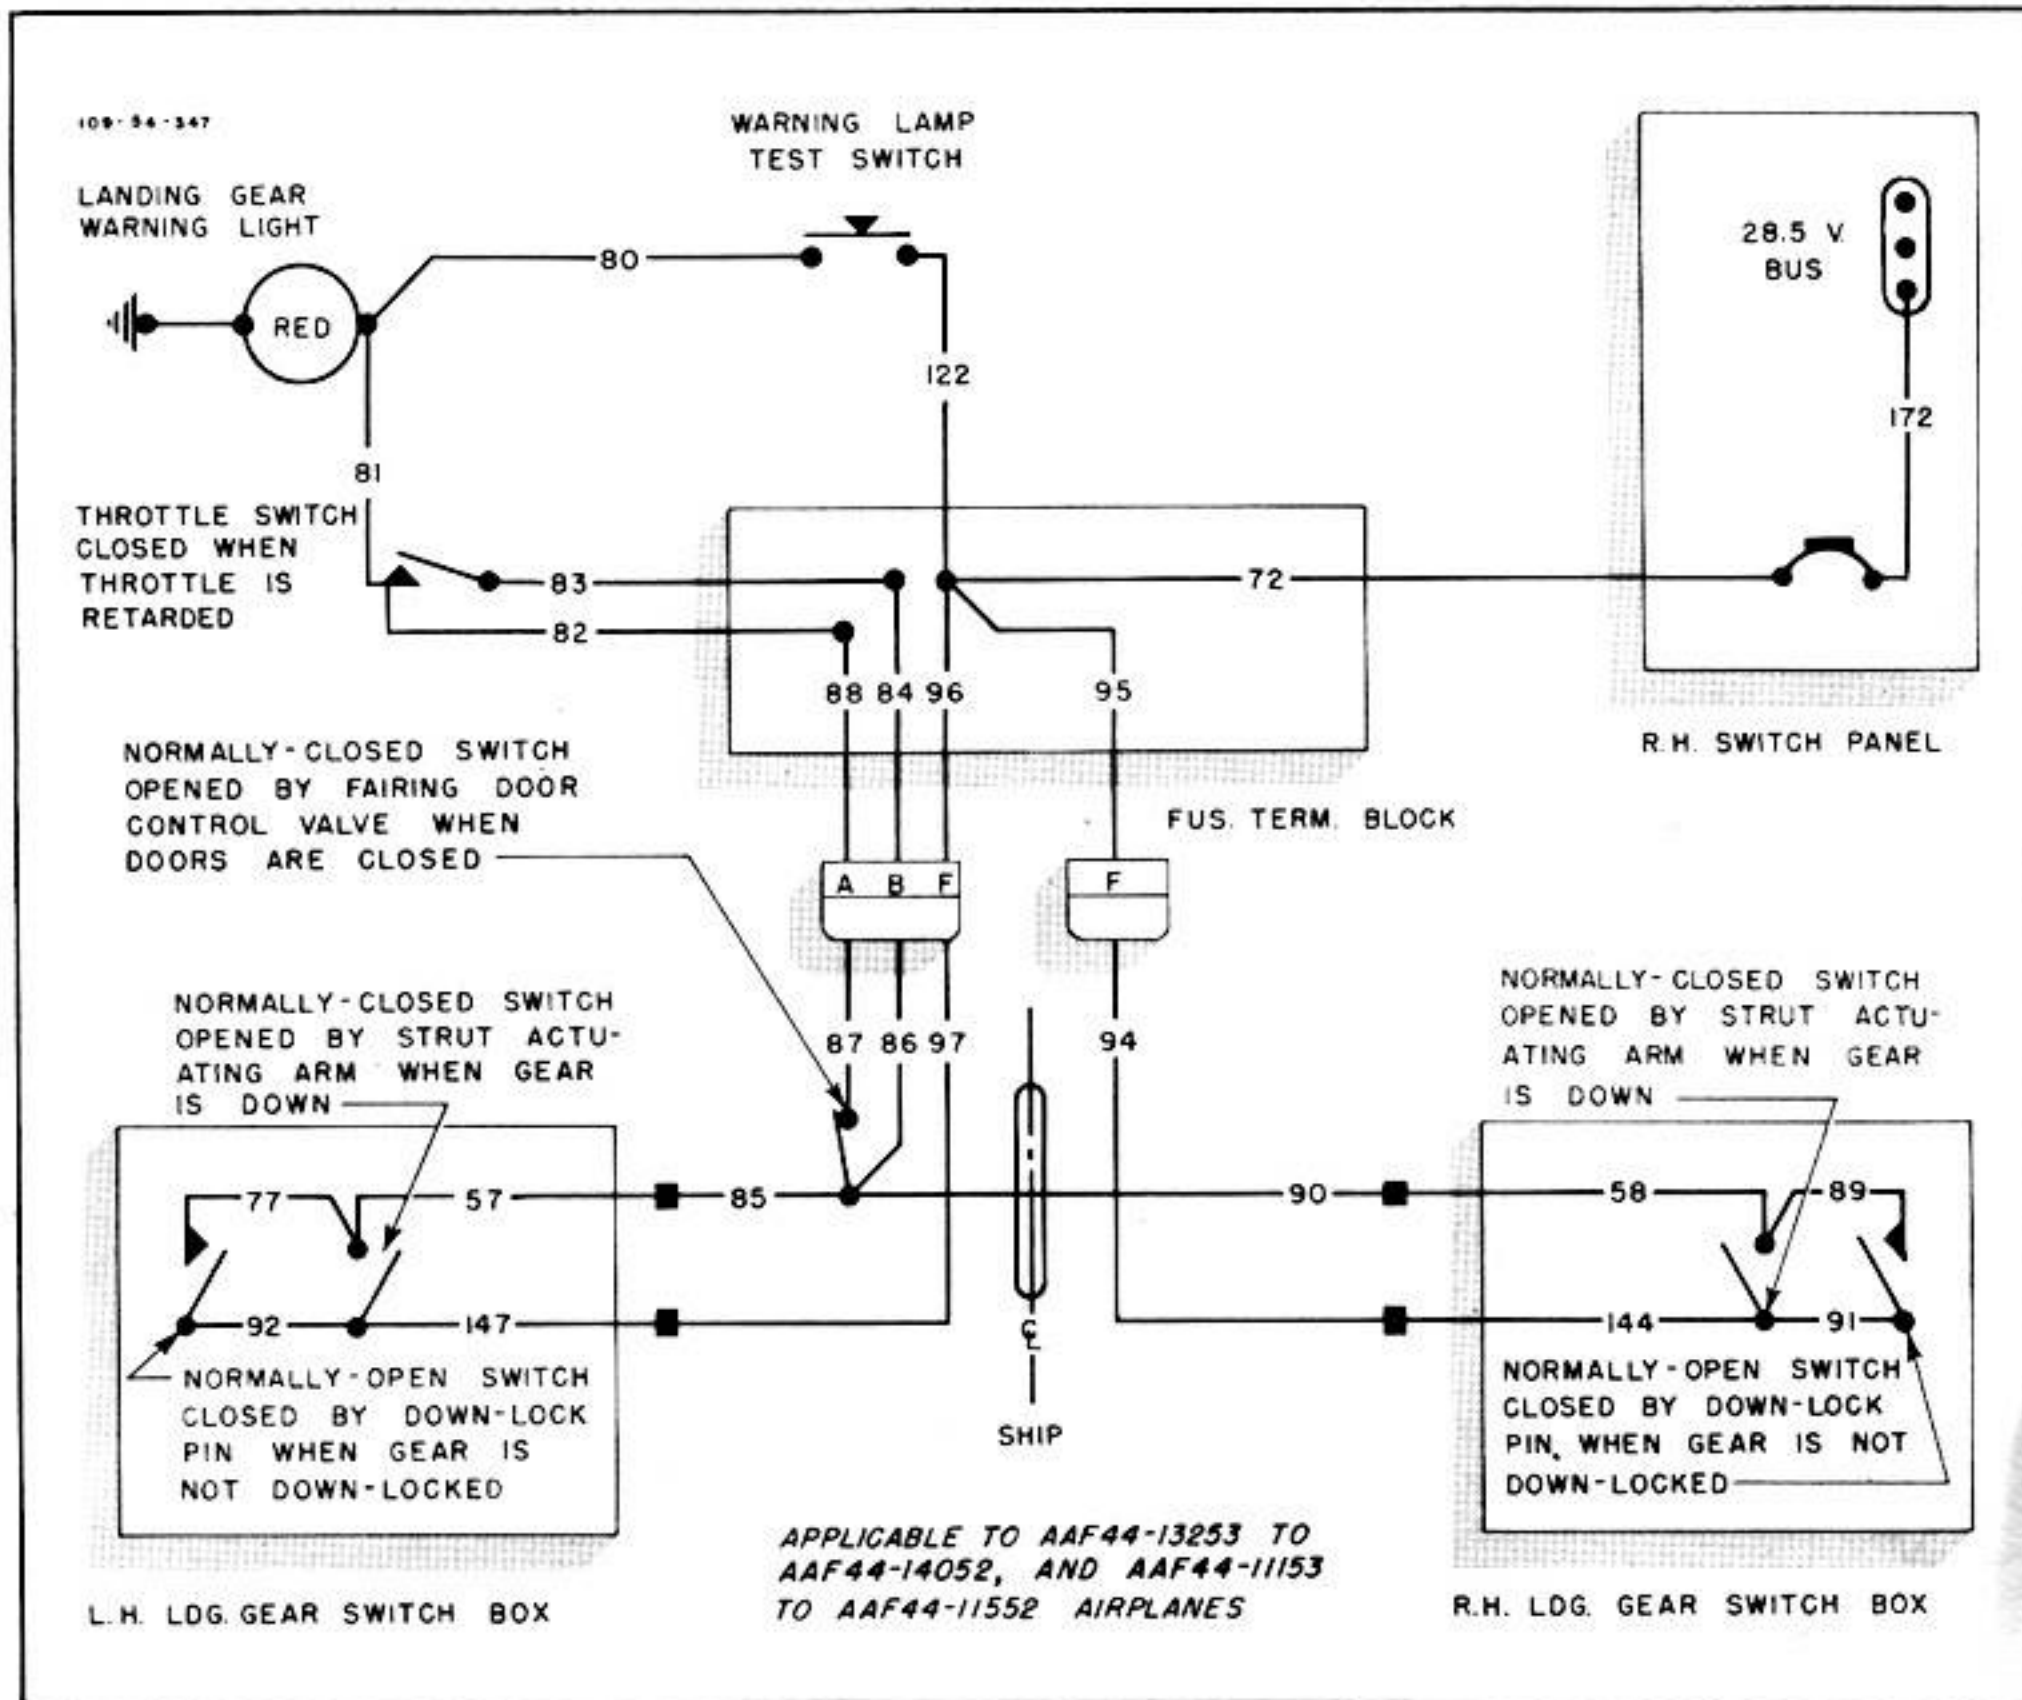 109-54-347
LANDING GEAR
WARNING LIGHT
RED
WARNING LAMP
TEST SWITCH
80
122
28.5 V.
BUS
172
81
THROTTLE SWITCH
CLOSED WHEN
THROTTLE IS
RETARDED
83
82
72
88 84 96
95
R.H. SWITCH PANEL
NORMALLY-CLOSED SWITCH
OPENED BY FAIRING DOOR
CONTROL VALVE WHEN
DOORS ARE CLOSED
FUS. TERM. BLOCK
A B F
F
87 86 97
94
NORMALLY-CLOSED SWITCH
OPENED BY STRUT ACTU-
ATING ARM WHEN GEAR
IS DOWN
NORMALLY-CLOSED SWITCH
OPENED BY STRUT ACTU-
ATING ARM WHEN GEAR
IS DOWN
77
57
85
90
58
89
92
147
144
91
NORMALLY-OPEN SWITCH
CLOSED BY DOWN-LOCK
PIN WHEN GEAR IS
NOT DOWN-LOCKED
CL
SHIP
NORMALLY-OPEN SWITCH
CLOSED BY DOWN-LOCK
PIN, WHEN GEAR IS NOT
DOWN-LOCKED
APPLICABLE TO AAF44-13253 TO
AAF44-14052, AND AAF44-11153
TO AAF44-11552 AIRPLANES
L.H. LDG. GEAR SWITCH BOX
R.H. LDG. GEAR SWITCH BOX